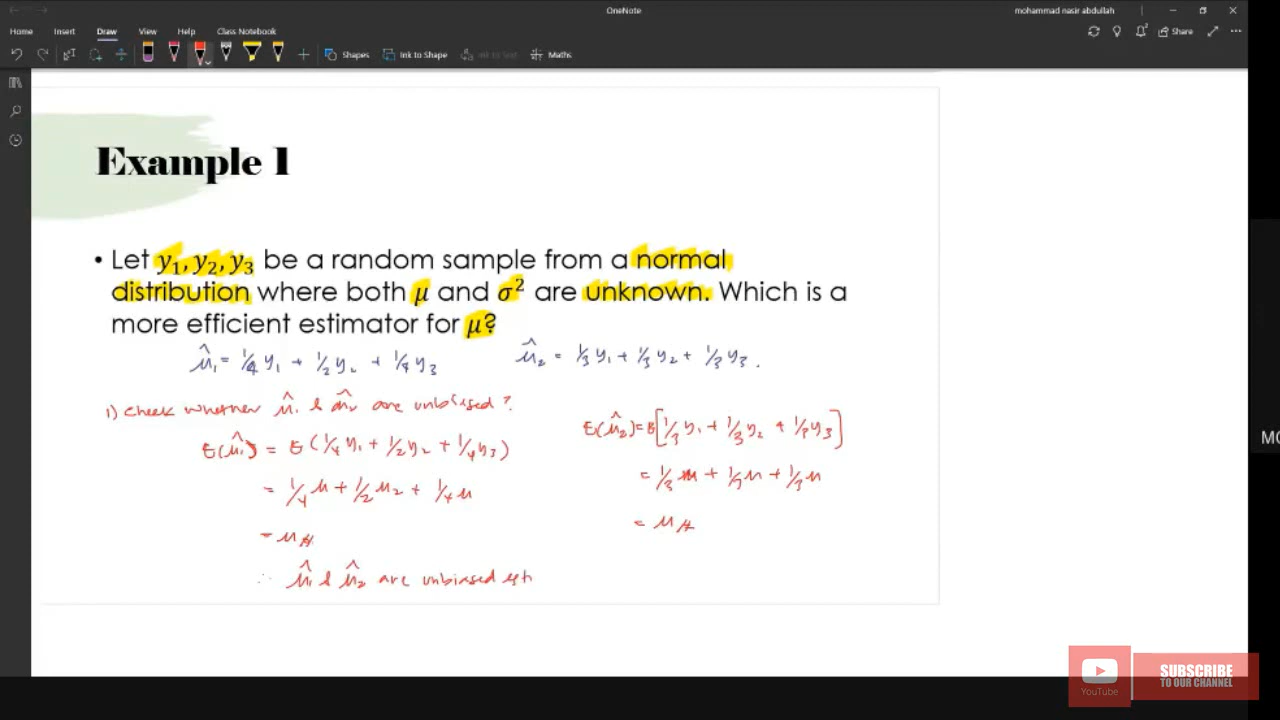 OneNote
mohammad nasir abdullah
Home Insert Draw View Help Class Notebook
Share
Shapes Ink to Shape Ink to Text Maths
Example 1
• Let y₁, y₂, y₃ be a random sample from a normal
distribution where both μ and σ² are unknown. Which is a
more efficient estimator for μ?
μ̂₁ = 1/4 y₁ + 1/2 y₂ + 1/4 y₃
μ̂₂ = 1/3 y₁ + 1/3 y₂ + 1/3 y₃.
1) Check whether μ̂₁ & μ̂₂ are unbiased?
E(μ̂₁) = E(1/4 y₁ + 1/2 y₂ + 1/4 y₃)
= 1/4 μ + 1/2 μ₂ + 1/4 μ
= μ
E(μ̂₂) = E[1/3 y₁ + 1/3 y₂ + 1/3 y₃]
= 1/3 μ + 1/3 μ + 1/3 μ
= μ
∴ μ̂₁ & μ̂₂ are unbiased est
MO
YouTube
SUBSCRIBE
TO OUR CHANNEL